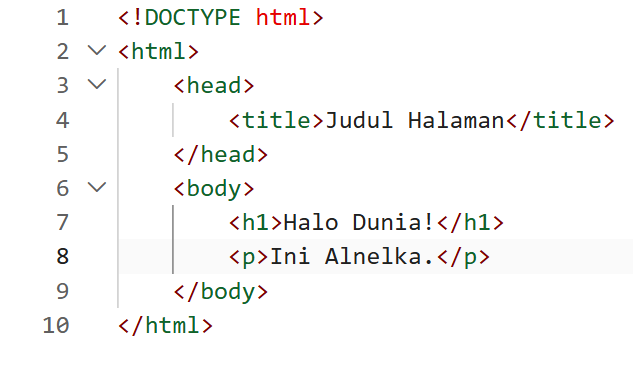 1 <!DOCTYPE html>
2 <html>
3 <head>
4 <title>Judul Halaman</title>
5 </head>
6 <body>
7 <h1>Halo Dunia!</h1>
8 <p>Ini Alnelka.</p>
9 </body>
10 </html>